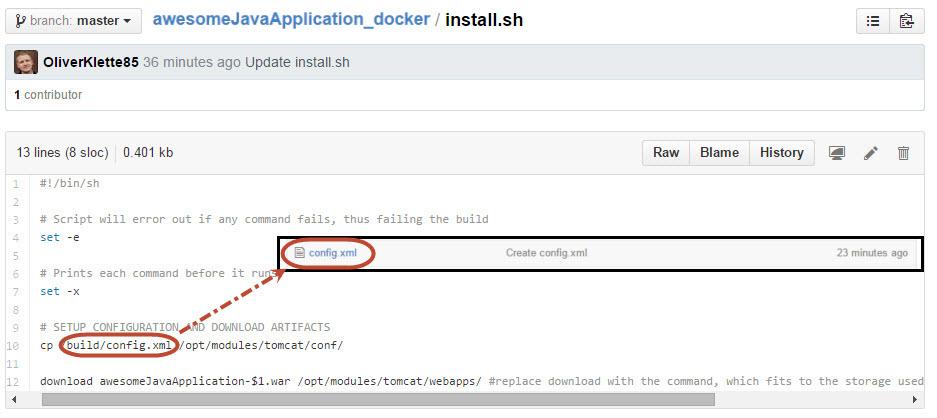 branch: master
awesomeJavaApplication_docker / install.sh
OliverKlette85 36 minutes ago Update install.sh
1 contributor
13 lines (8 sloc) 0.401 kb
Raw Blame History
1 #!/bin/sh
2
3 # Script will error out if any command fails, thus failing the build
4 set -e
config.xml Create config.xml 23 minutes ago
5
6 # Prints each command before it runs
7 set -x
8
9 # SETUP CONFIGURATION AND DOWNLOAD ARTIFACTS
10 cp /build/config.xml /opt/modules/tomcat/conf/
11
12 download awesomeJavaApplication-$1.war /opt/modules/tomcat/webapps/ #replace download with the command, which fits to the storage used